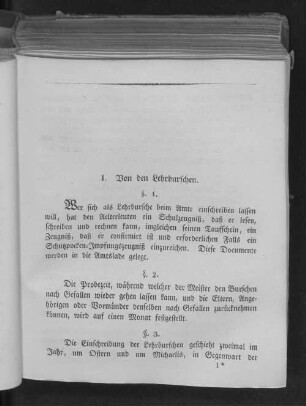 I. Von den Lehrburschen.
§. 1.
Wer sich als Lehrbursche beim Amte einschreiben lassen
will, hat den Aelterleuten ein Schulzeugniß, daß er lesen,
schreiben und rechnen kann, imgleichen seinen Taufschein, ein
Zeugniß, daß er confirmirt ist und erforderlichen Falls ein
Schutzpocken-Impfungszeugniß einzureichen. Diese Documente
werden in die Amtslade gelegt.
§. 2.
Die Probezeit, während welcher der Meister den Burschen
nach Gefallen wieder gehen lassen kann, und die Eltern, Ange-
hörigen oder Vormünder denselben nach Gefallen zurücknehmen
können, wird auf einen Monat festgestellt.
§. 3.
Die Einschreibung der Lehrburschen geschieht zweimal im
Jahr, um Ostern und um Michaelis, in Gegenwart der
1*